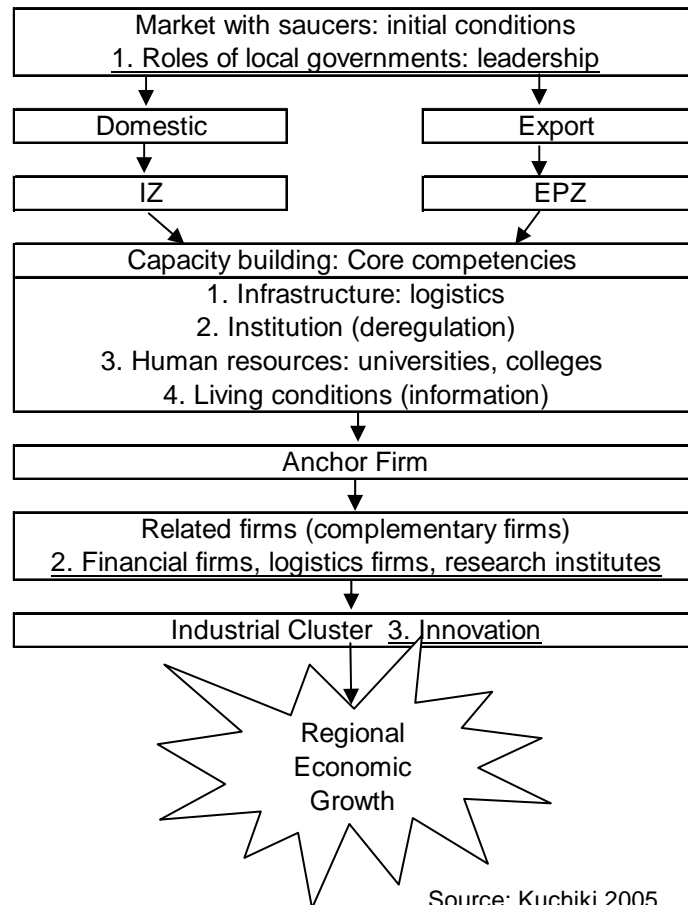 Market with saucers: initial conditions
1. Roles of local governments: leadership
Domestic
Export
IZ
EPZ
Capacity building: Core competencies
1. Infrastructure: logistics
2. Institution (deregulation)
3. Human resources: universities, colleges
4. Living conditions (information)
Anchor Firm
Related firms (complementary firms)
2. Financial firms, logistics firms, research institutes
Industrial Cluster 3. Innovation
Regional
Economic
Growth
Source: Kuchiki 2005